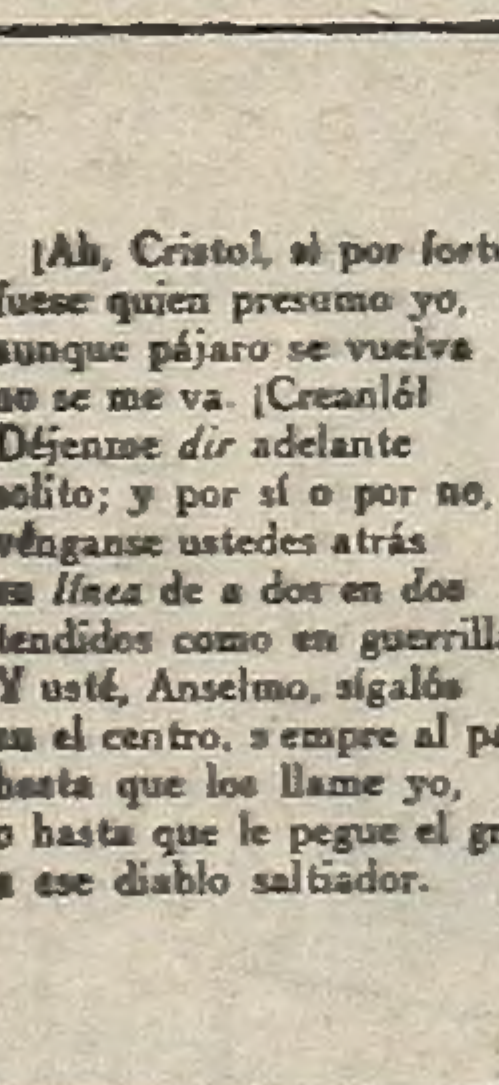 ¡Ah, Cristo!, si por fort
fuese quien presumo yo,
aunque pájaro se vuelva
no se me va. ¡Creanló!
Déjenme dir adelante
solito; y por sí o por no,
vénganse ustedes atrás
en línea de a dos en dos
tendidos como en guerrilla
Y usté, Anselmo, sígalós
en el centro, siempre al pa
hasta que los llame yo,
o hasta que le pegue el gr
a ese diablo saltiador.